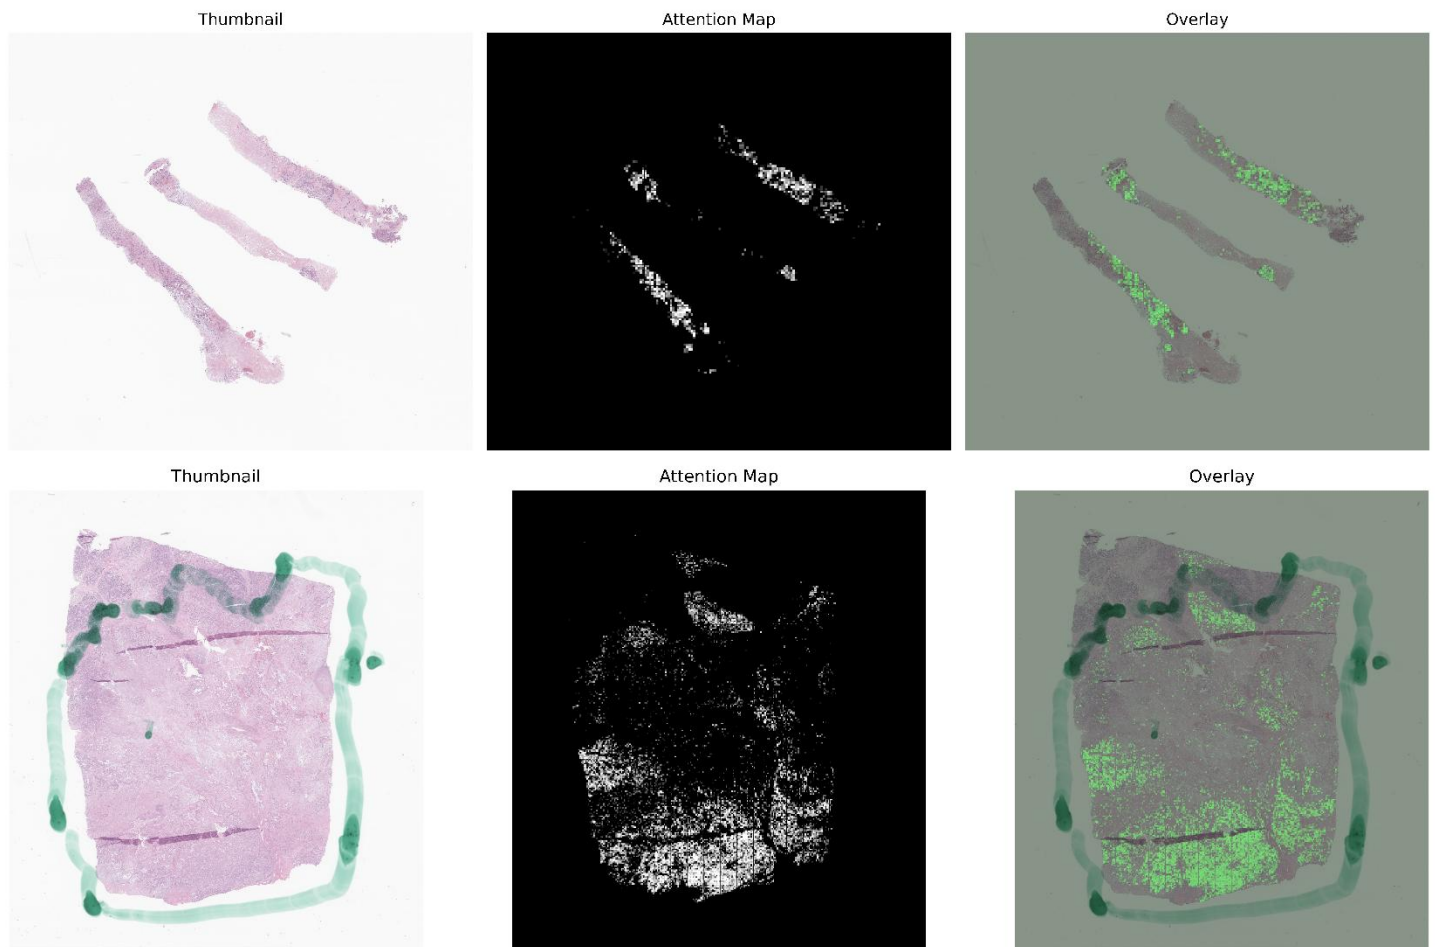 Thumbnail
Attention Map
Overlay
Thumbnail
Attention Map
Overlay